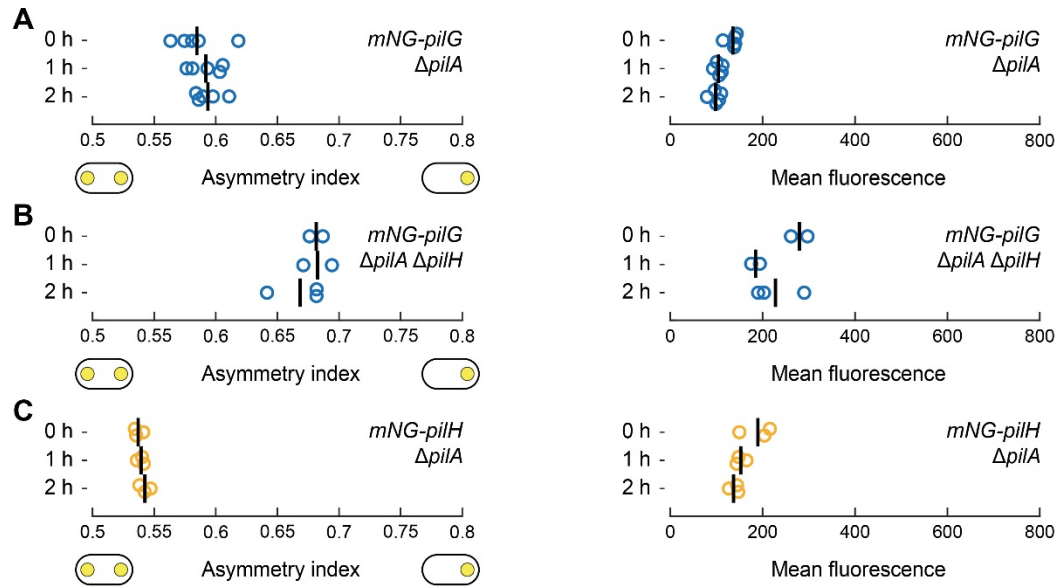 A
0 h -
1 h -
2 h -
mNG-pilG
ΔpilA
0.5 0.55 0.6 0.65 0.7 0.75 0.8
Asymmetry index
0 h -
1 h -
2 h -
mNG-pilG
ΔpilA
0 200 400 600 800
Mean fluorescence
B
0 h -
1 h -
2 h -
mNG-pilG
ΔpilA ΔpilH
0.5 0.55 0.6 0.65 0.7 0.75 0.8
Asymmetry index
0 h -
1 h -
2 h -
mNG-pilG
ΔpilA ΔpilH
0 200 400 600 800
Mean fluorescence
C
0 h -
1 h -
2 h -
mNG-pilH
ΔpilA
0.5 0.55 0.6 0.65 0.7 0.75 0.8
Asymmetry index
0 h -
1 h -
2 h -
mNG-pilH
ΔpilA
0 200 400 600 800
Mean fluorescence